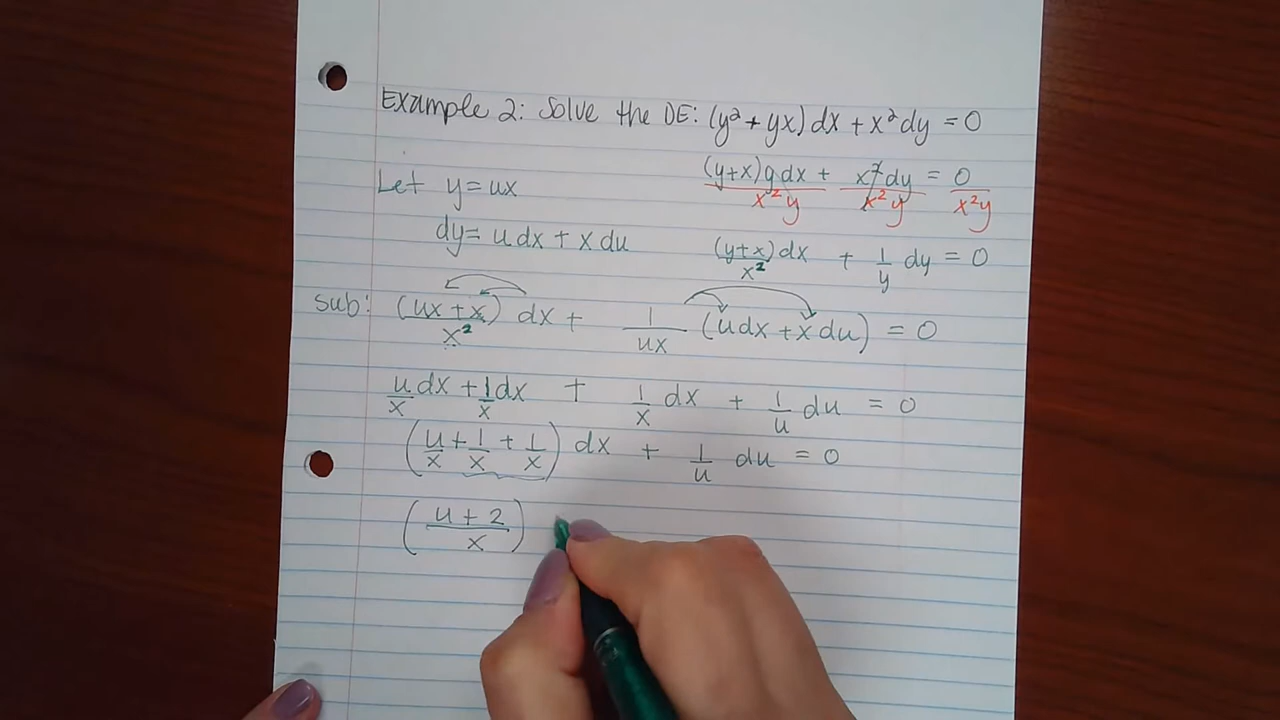 Example 2: Solve the DE: (y² + yx) dx + x² dy = 0
Let y = ux
(y+x)y dx / x²y + x² dy / x²y = 0 / x²y
dy = u dx + x du
(y+x) / x² dx + 1/y dy = 0
Sub: (ux + x) / x² dx + 1/ux (u dx + x du) = 0
u/x dx + 1/x dx + 1/x dx + 1/u du = 0
(u/x + 1/x + 1/x) dx + 1/u du = 0
(u + 2 / x)